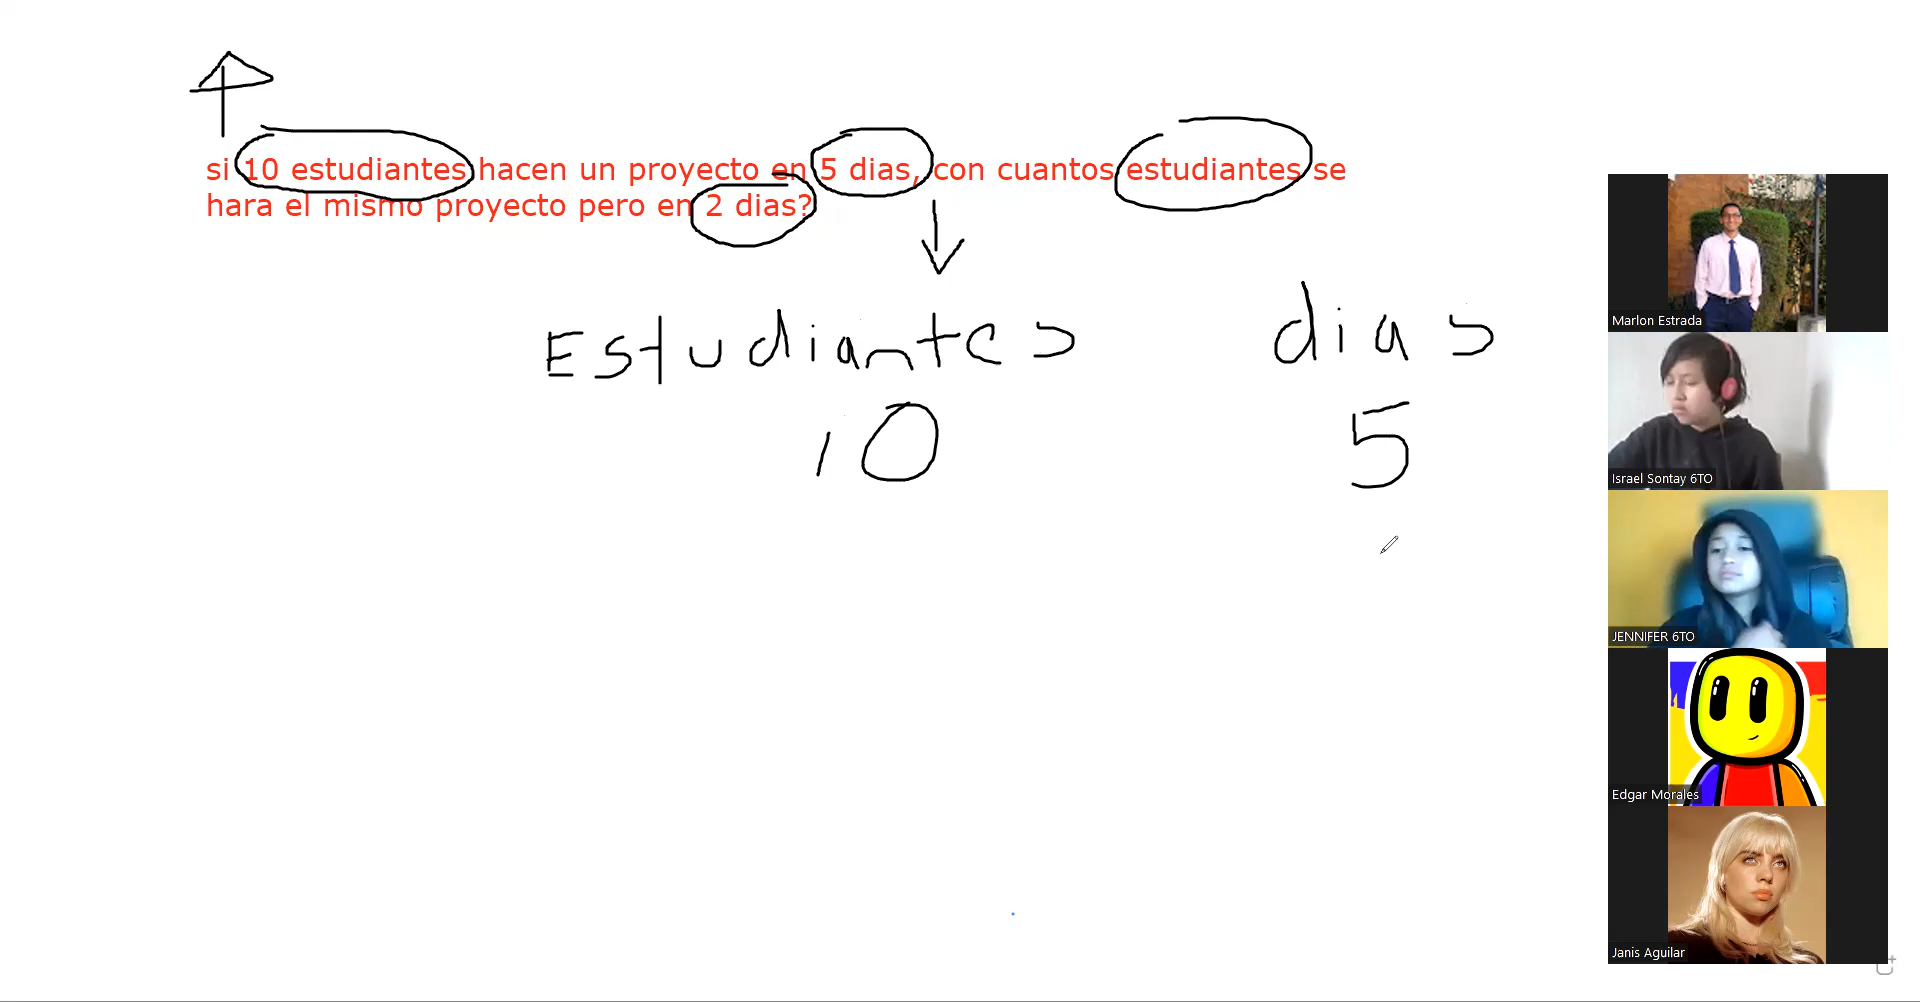 si 10 estudiantes hacen un proyecto en 5 dias, con cuantos estudiantes se
hara el mismo proyecto pero en 2 dias?
Estudiantes dias
10 5
Marlon Estrada
Israel Sontay 6TO
JENNIFER 6TO
Edgar Morales
Janis Aguilar